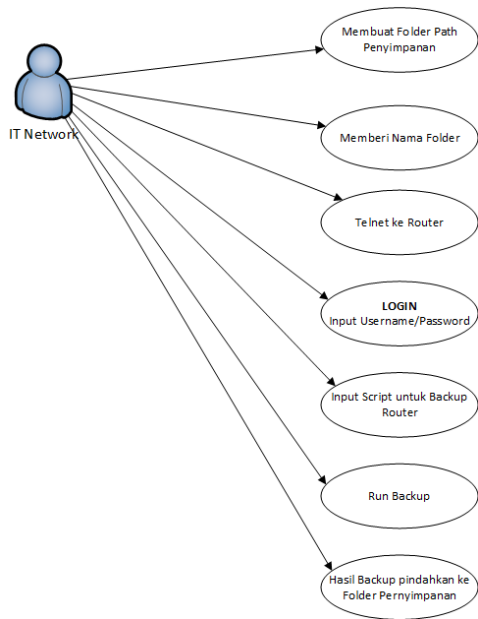 Membuat Folder Path
Penyimpanan
IT Network
Memberi Nama Folder
Telnet ke Router
LOGIN
Input Username/Password
Input Script untuk Backup
Router
Run Backup
Hasil Backup pindahkan ke
Folder Pernyimpanan